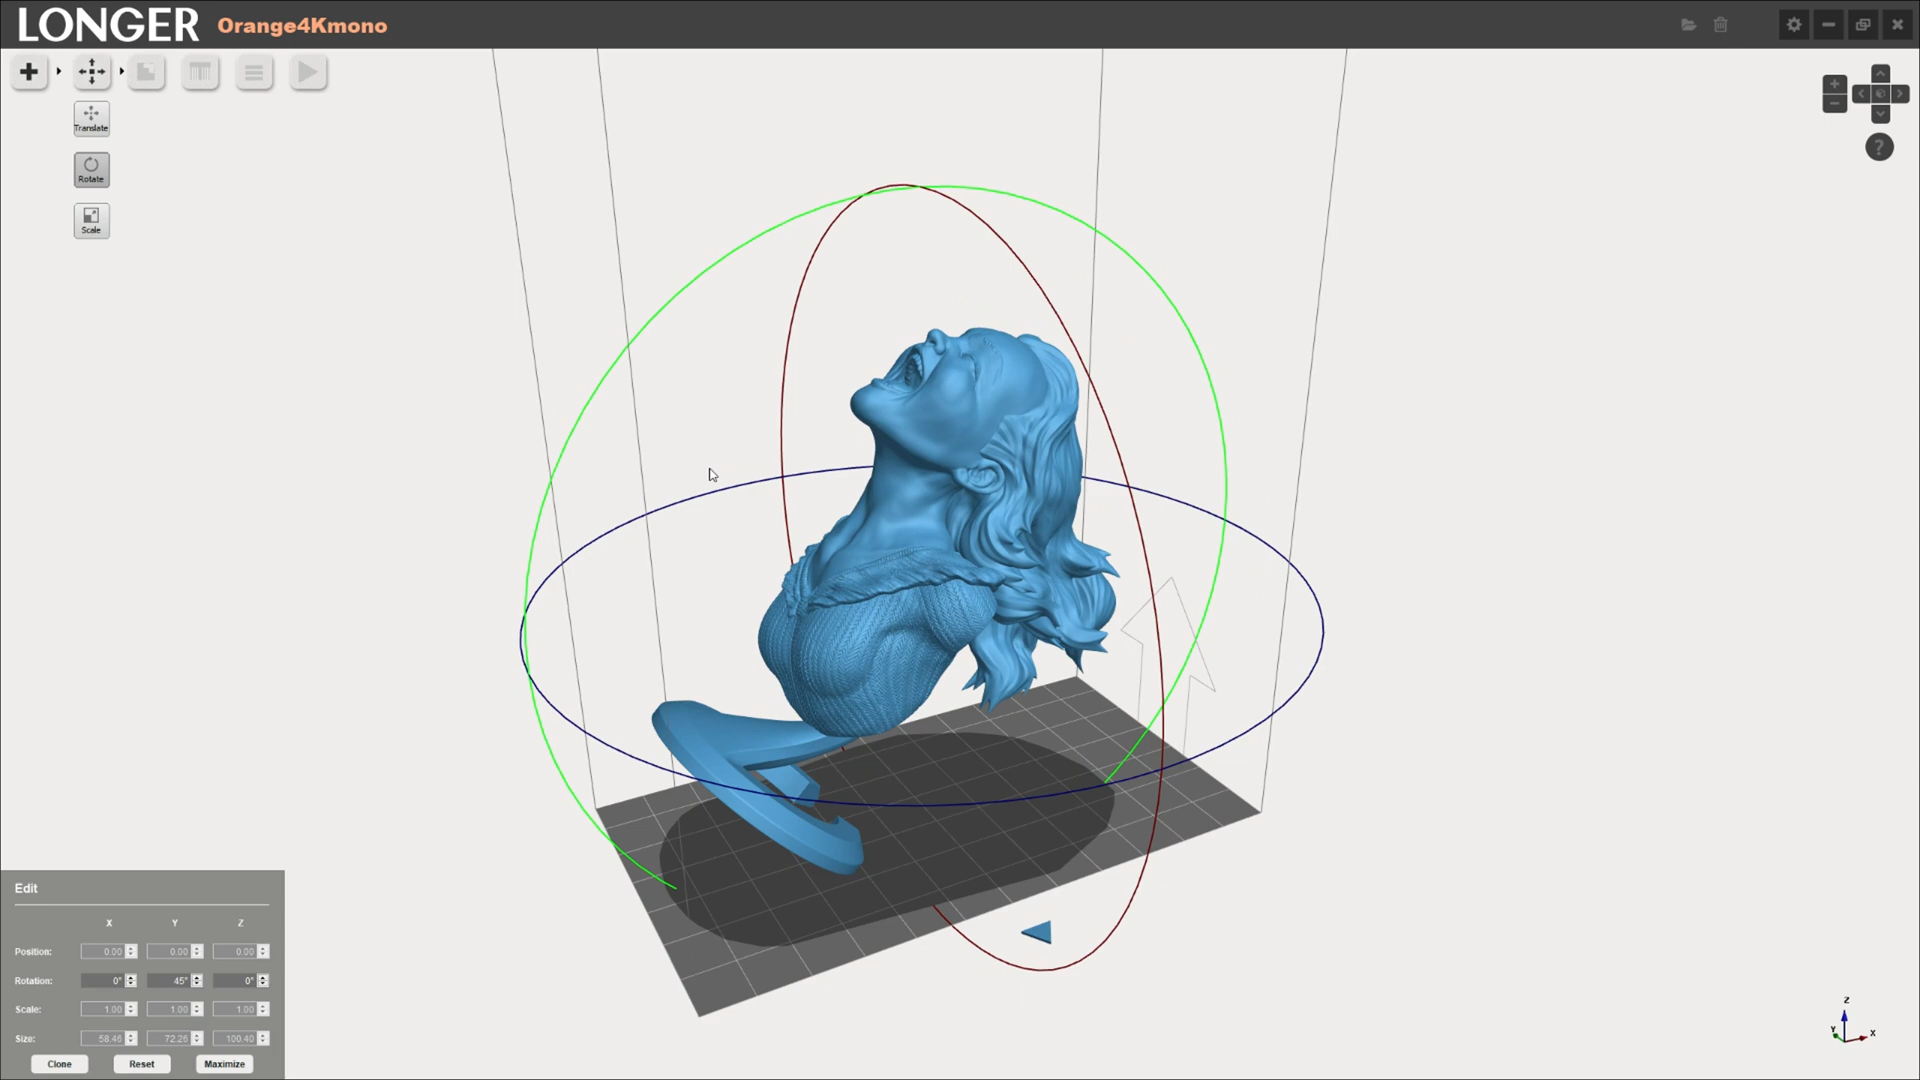 LONGER Orange4Kmono
Translate
Rotate
Scale
?
Edit
X Y Z
Position: 0.00 0.00 0.00
Rotation: 0° 45° 0°
Scale: 1.00 1.00 1.00
Size: 58.46 72.26 100.40
Clone Reset Maximize
Z
Y X